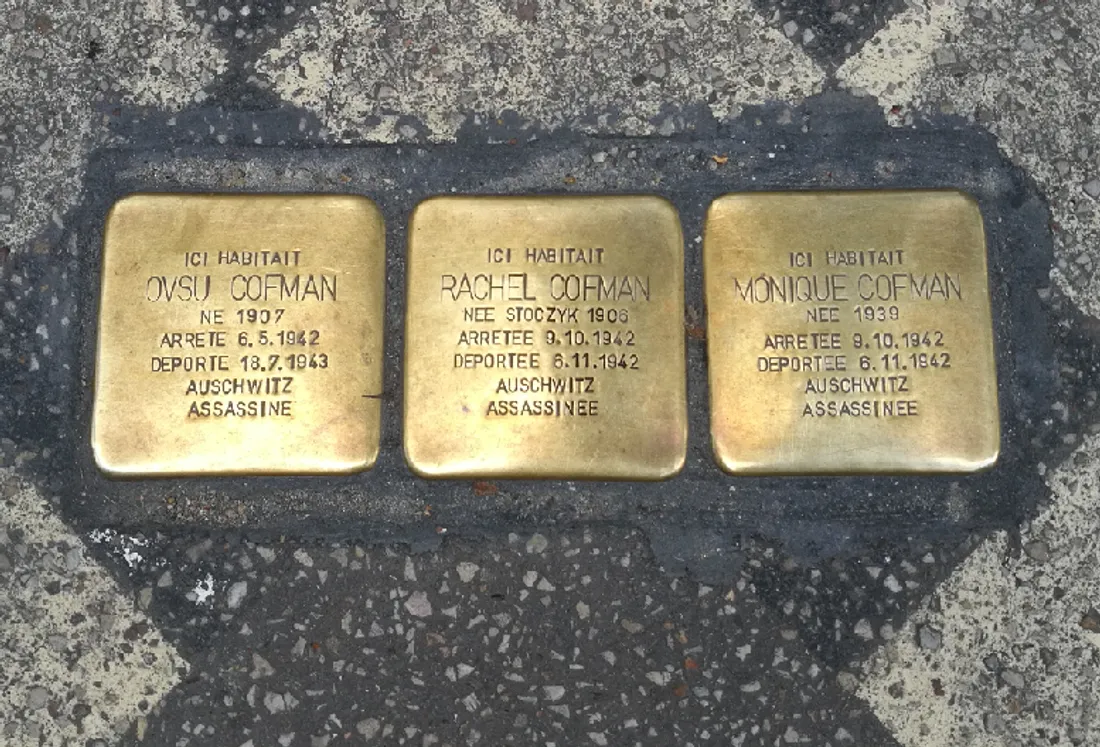 ICI HABITAIT
OVSU COFMAN
NE 1907
ARRETE 6.5.1942
DEPORTE 18.7.1943
AUSCHWITZ
ASSASSINE
ICI HABITAIT
RACHEL COFMAN
NEE STOCZYK 1906
ARRETEE 9.10.1942
DEPORTEE 6.11.1942
AUSCHWITZ
ASSASSINEE
ICI HABITAIT
MONIQUE COFMAN
NEE 1939
ARRETEE 9.10.1942
DEPORTEE 6.11.1942
AUSCHWITZ
ASSASSINEE